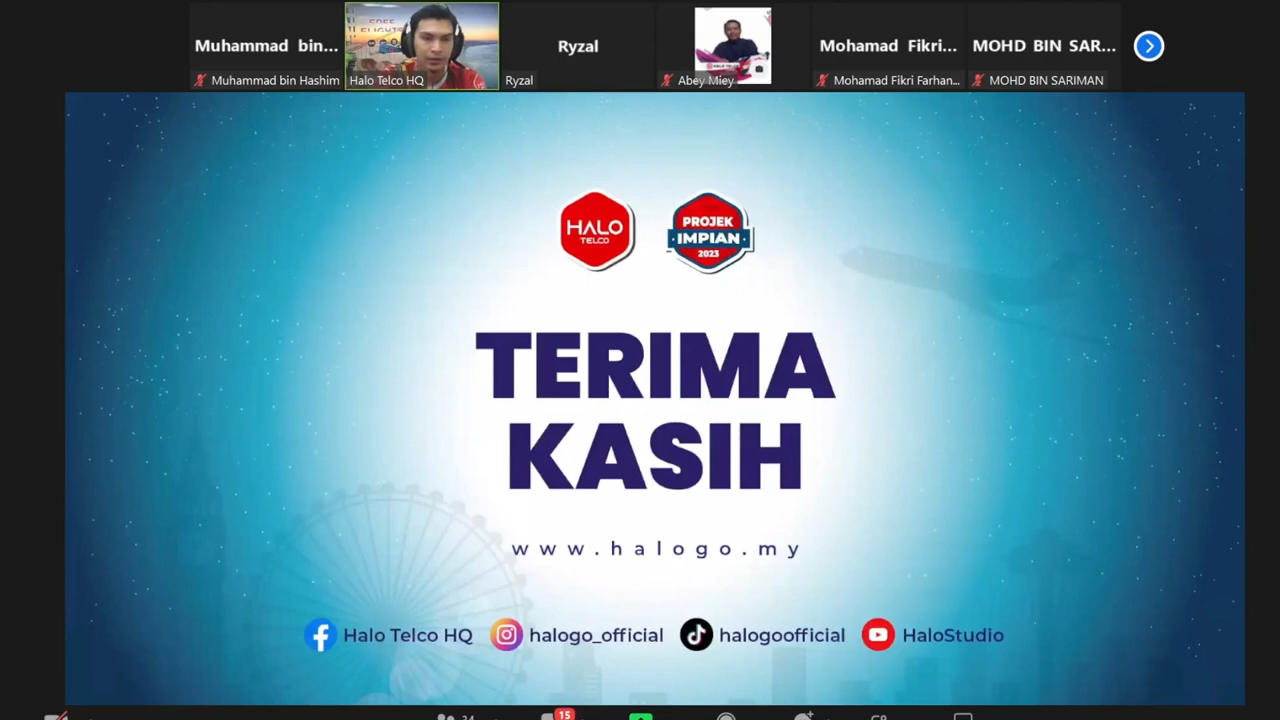 Muhammad bin...
Ryzal
Mohamad Fikri...
MOHD BIN SAR...
Muhammad bin Hashim
Halo Telco HQ
Ryzal
Abey Miey
Mohamad Fikri Farhan...
MOHD BIN SARIMAN
HALO
TELCO
PROJEK
IMPIAN
2023
TERIMA
KASIH
www.halogo.my
Halo Telco HQ
halogo_official
halogoofficial
HaloStudio
15